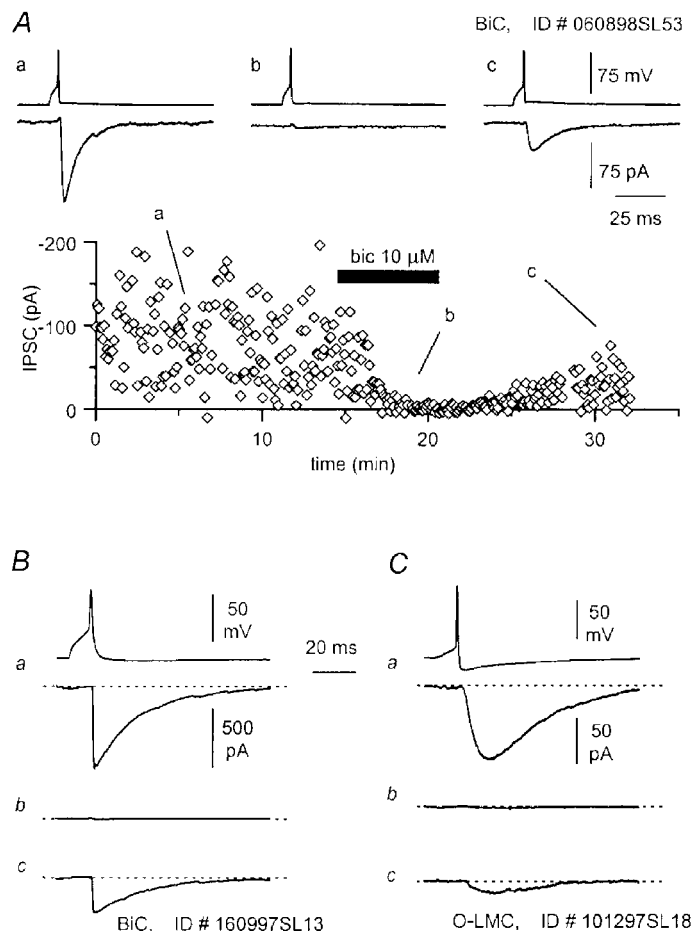 A
BiC, ID # 060898SL53
a
b
c
75 mV
75 pA
25 ms
a
bic 10 µM
b
c
-200
-100
0
IPSC (pA)
0
10
20
30
time (min)
B
C
50 mV
20 ms
50 mV
a
a
500 pA
50 pA
b
b
c
c
BiC, ID # 160997SL13
O-LMC, ID # 101297SL18